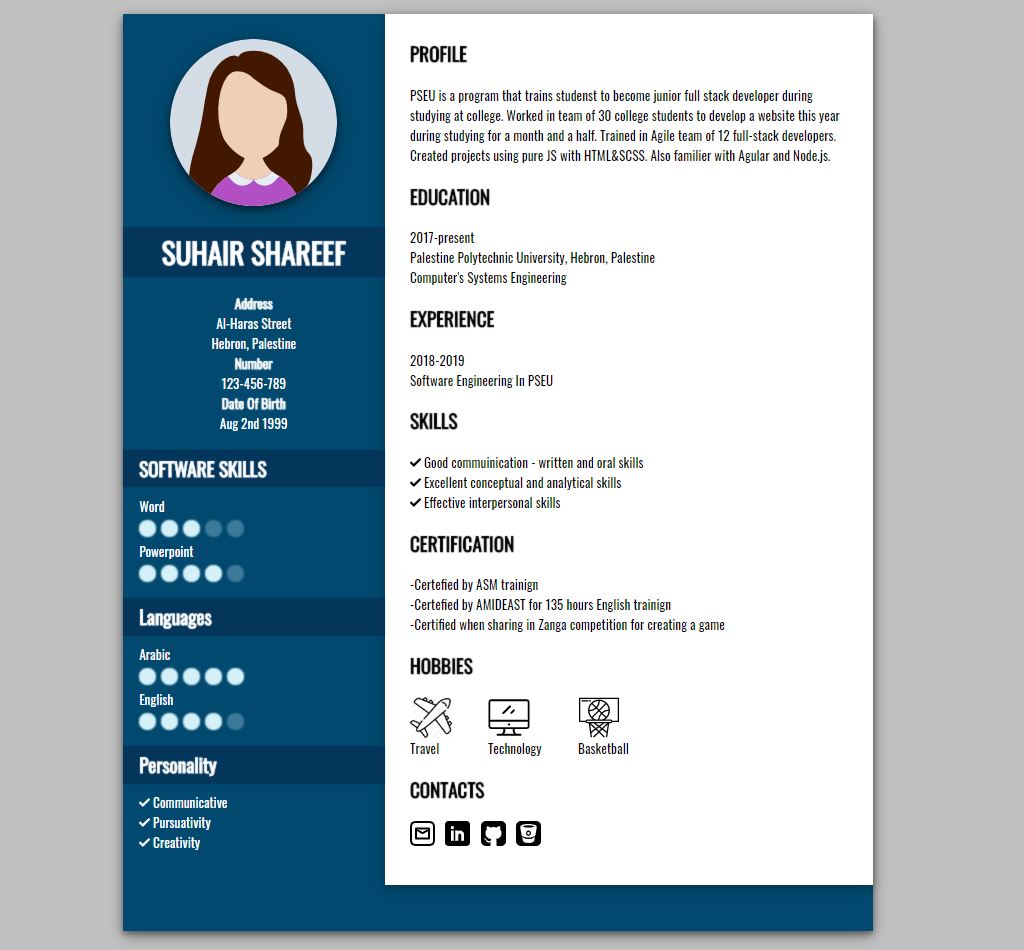 SUHAIR SHAREEF
Address
Al-Haras Street
Hebron, Palestine
Number
123-456-789
Date Of Birth
Aug 2nd 1999
SOFTWARE SKILLS
Word
Powerpoint
Languages
Arabic
English
Personality
Communicative
Pursuativity
Creativity
PROFILE
PSEU is a program that trains studenst to become junior full stack developer during
studying at college. Worked in team of 30 college students to develop a website this year
during studying for a month and a half. Trained in Agile team of 12 full-stack developers.
Created projects using pure JS with HTML&SCSS. Also familier with Agular and Node.js.
EDUCATION
2017-present
Palestine Polytechnic University, Hebron, Palestine
Computer's Systems Engineering
EXPERIENCE
2018-2019
Software Engineering In PSEU
SKILLS
Good commuinication - written and oral skills
Excellent conceptual and analytical skills
Effective interpersonal skills
CERTIFICATION
-Certefied by ASM trainign
-Certefied by AMIDEAST for 135 hours English trainign
-Certified when sharing in Zanga competition for creating a game
HOBBIES
Travel Technology Basketball
CONTACTS
in